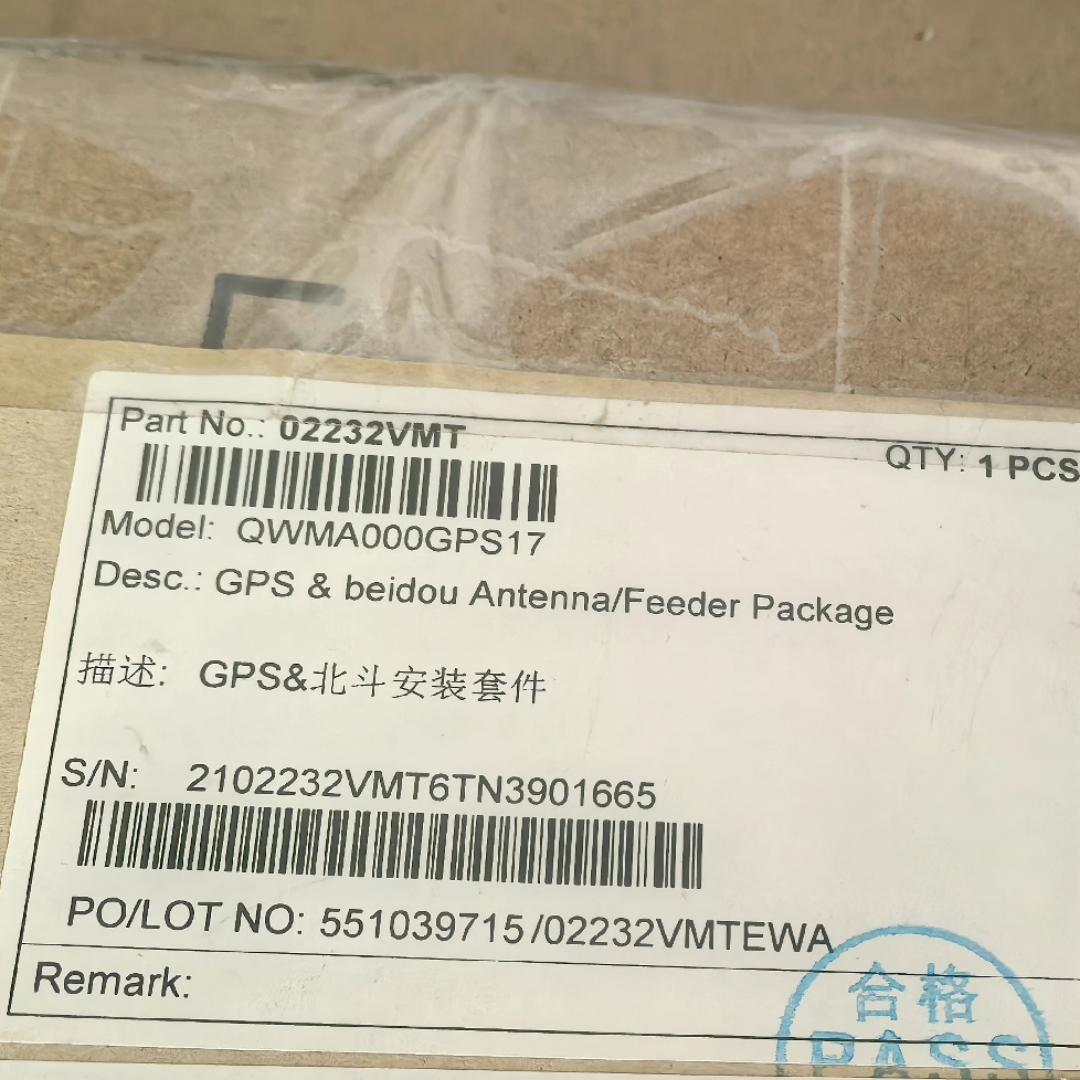 Part No.: 02232VMT
QTY: 1 PCS
Model: QWMA000GPS17
Desc.: GPS & beidou Antenna/Feeder Package
描述: GPS&北斗安装套件
S/N: 2102232VMT6TN3901665
PO/LOT NO: 551039715/02232VMTEWA
Remark:
合格
PASS